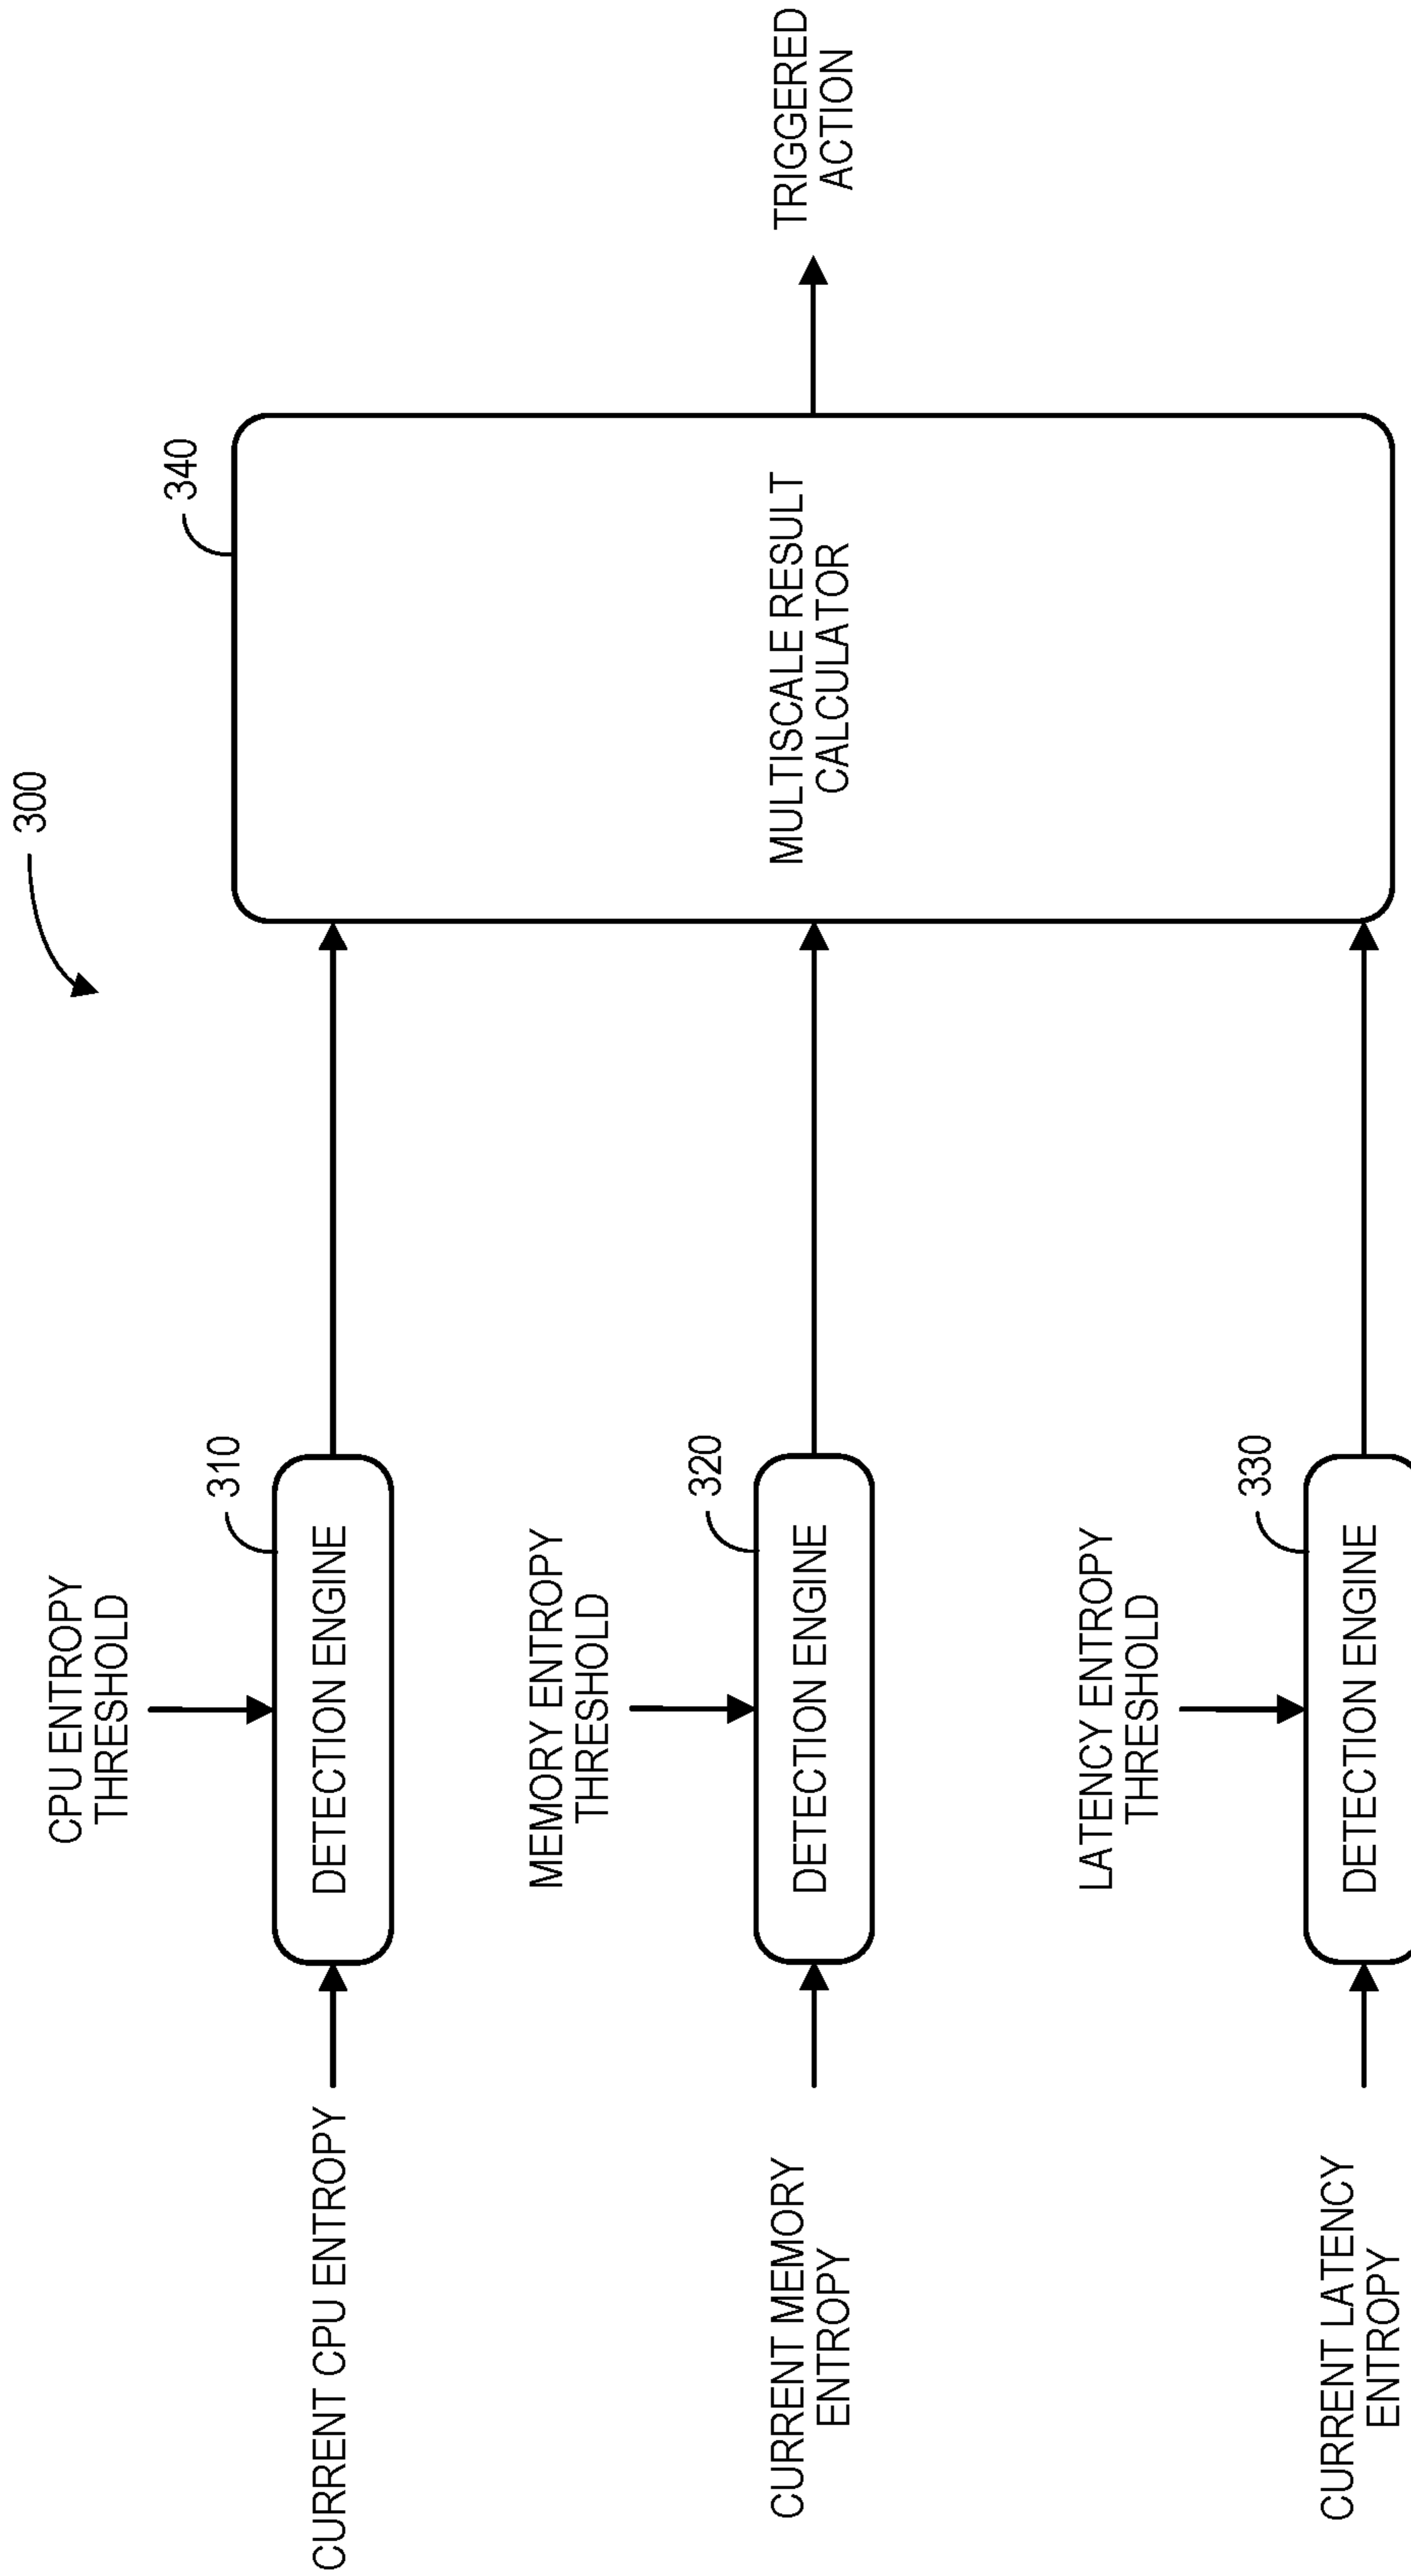 300
CPU ENTROPY
THRESHOLD
310
340
CURRENT CPU ENTROPY
DETECTION ENGINE
MEMORY ENTROPY
THRESHOLD
320
CURRENT MEMORY
ENTROPY
DETECTION ENGINE
MULTISCALE RESULT
CALCULATOR
TRIGGERED
ACTION
LATENCY ENTROPY
THRESHOLD
330
CURRENT LATENCY
ENTROPY
DETECTION ENGINE